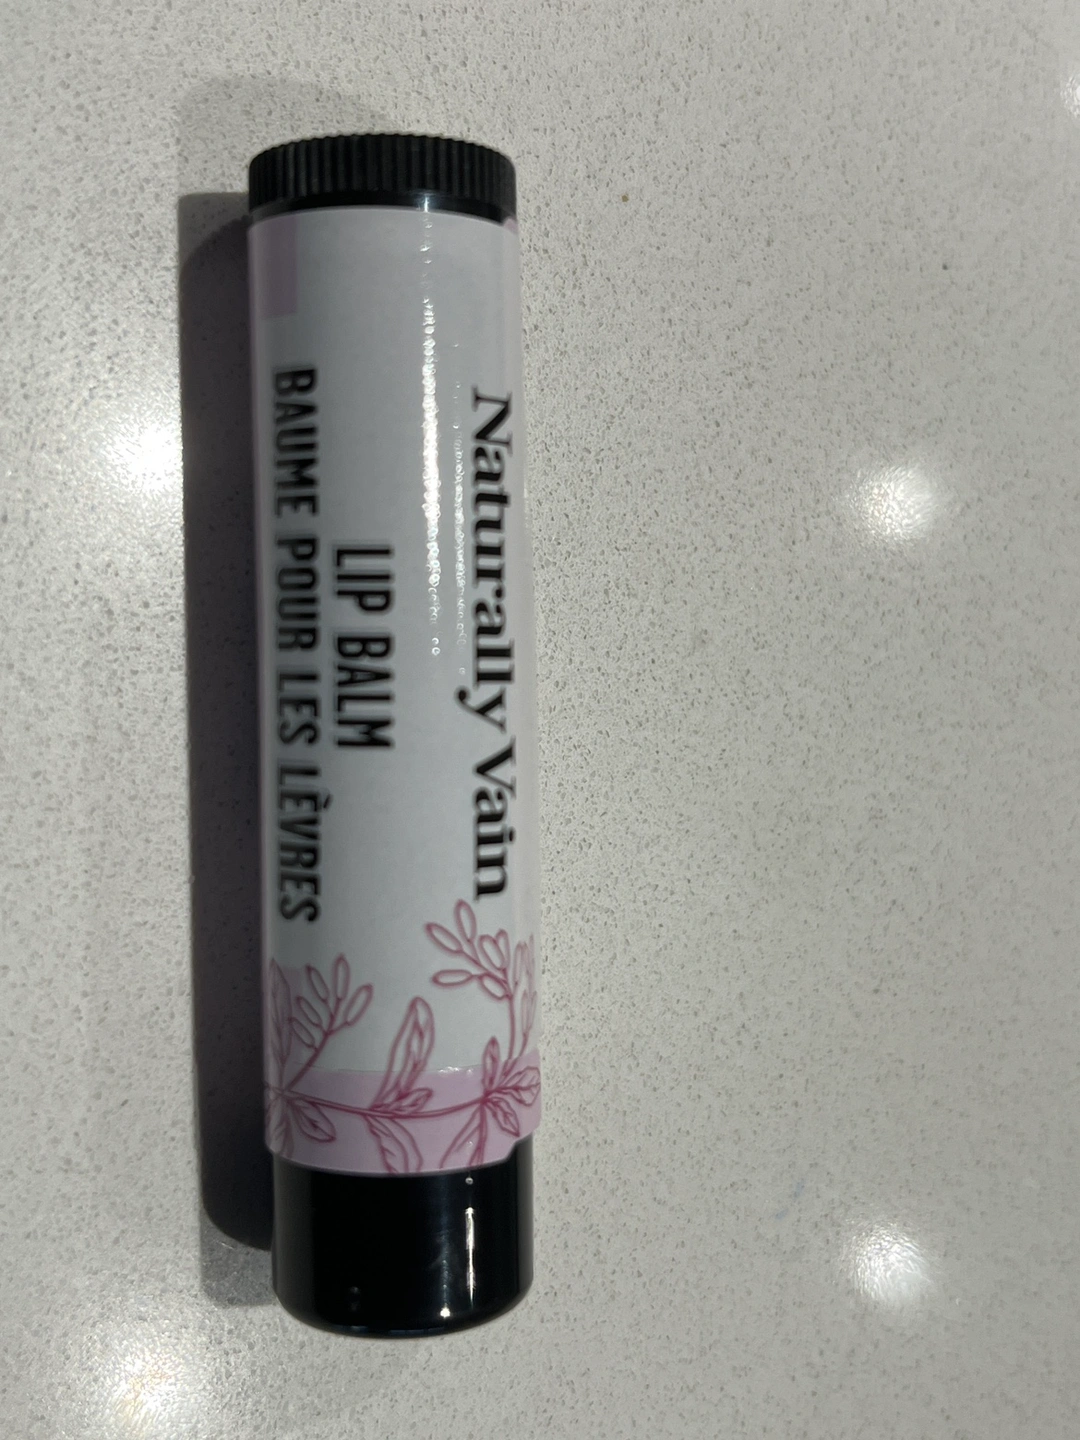 Naturally Vain
LIP BALM
BAUME POUR LES LÈVRES